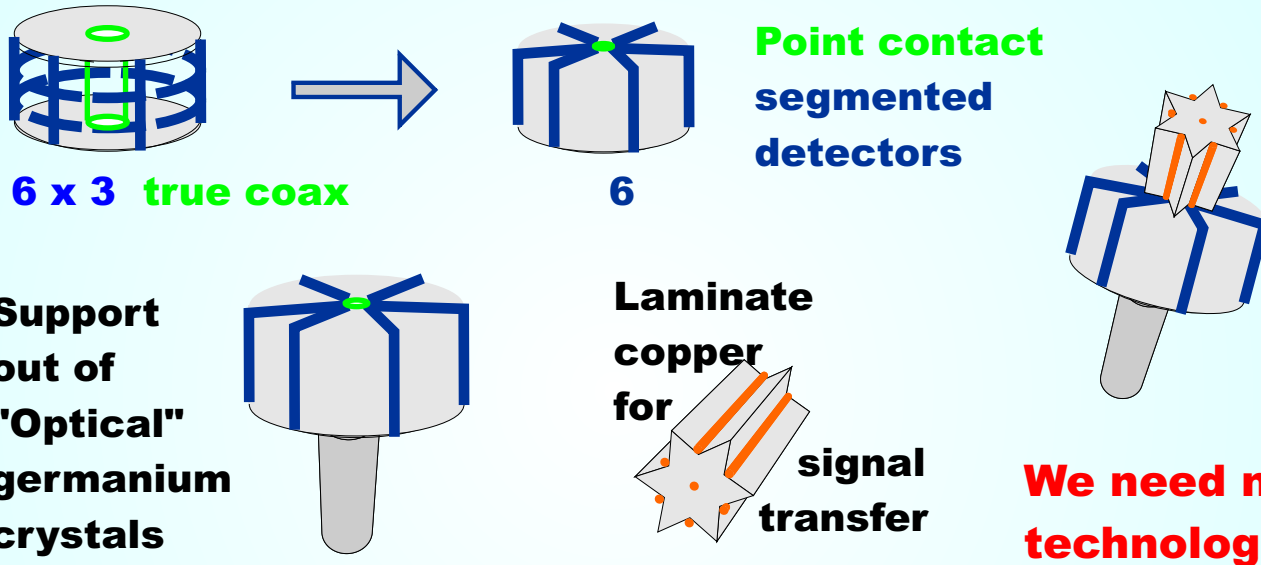 Point contact
segmented
detectors
6 x 3 true coax
6
Support
out of
"Optical"
germanium
crystals
Laminate
copper
for
signal
transfer
We need